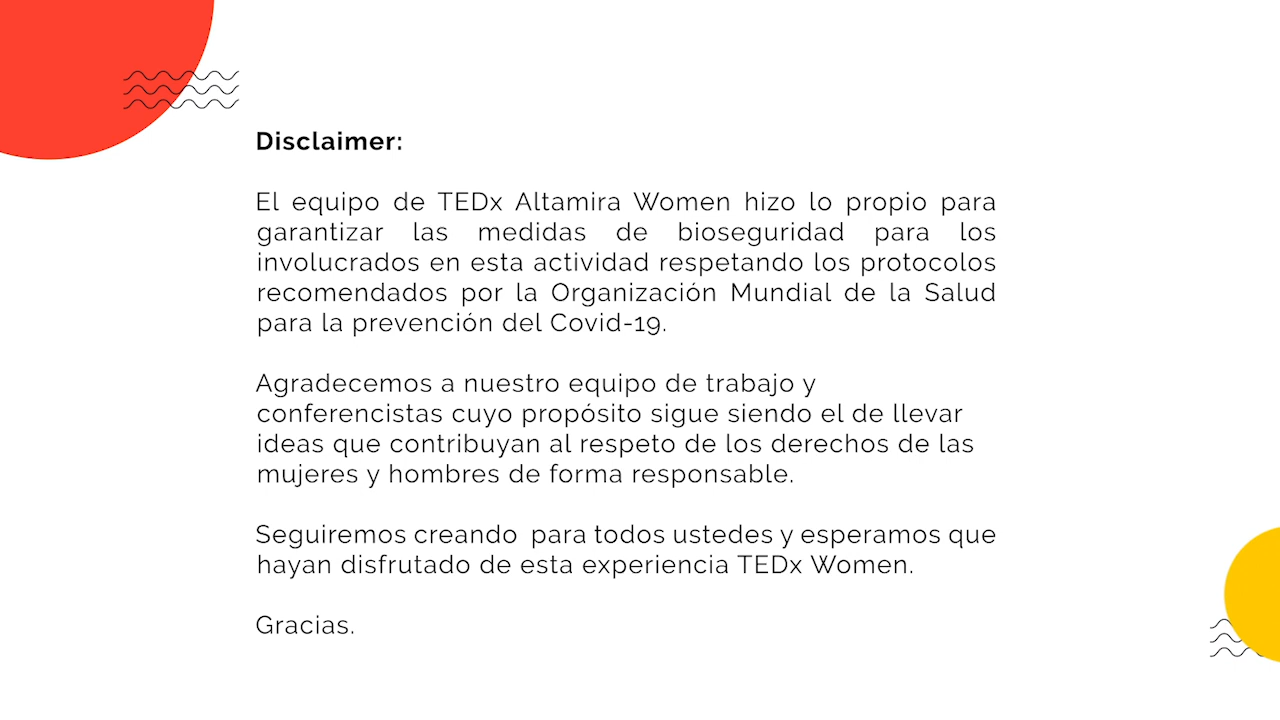 Disclaimer:
El equipo de TEDx Altamira Women hizo lo propio para
garantizar las medidas de bioseguridad para los
involucrados en esta actividad respetando los protocolos
recomendados por la Organización Mundial de la Salud
para la prevención del Covid-19.
Agradecemos a nuestro equipo de trabajo y
conferencistas cuyo propósito sigue siendo el de llevar
ideas que contribuyan al respeto de los derechos de las
mujeres y hombres de forma responsable.
Seguiremos creando  para todos ustedes y esperamos que
hayan disfrutado de esta experiencia TEDx Women.
Gracias.